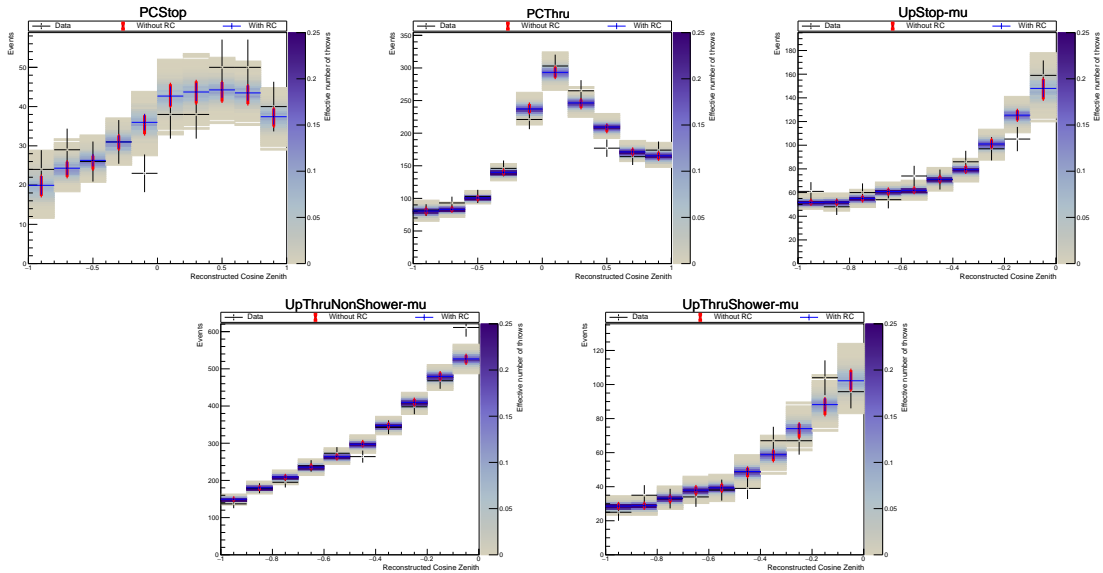 PCStop
Data Without RC With RC
Events
50
40
30
20
10
0
−1 −0.5 0 0.5 1
Reconstructed Cosine Zenith
0.25
0.2
0.15
0.1
0.05
0
Effective number of throws
PCThru
Data Without RC With RC
Events
350
300
250
200
150
100
50
0
−1 −0.5 0 0.5 1
Reconstructed Cosine Zenith
0.25
0.2
0.15
0.1
0.05
0
Effective number of throws
UpStop-mu
Data Without RC With RC
Events
180
160
140
120
100
80
60
40
20
0
−1 −0.8 −0.6 −0.4 −0.2 0
Reconstructed Cosine Zenith
0.25
0.2
0.15
0.1
0.05
0
Effective number of throws
UpThruNonShower-mu
Data Without RC With RC
Events
600
500
400
300
200
100
0
−1 −0.8 −0.6 −0.4 −0.2 0
Reconstructed Cosine Zenith
0.25
0.2
0.15
0.1
0.05
0
Effective number of throws
UpThruShower-mu
Data Without RC With RC
Events
120
100
80
60
40
20
0
−1 −0.8 −0.6 −0.4 −0.2 0
Reconstructed Cosine Zenith
0.25
0.2
0.15
0.1
0.05
0
Effective number of throws